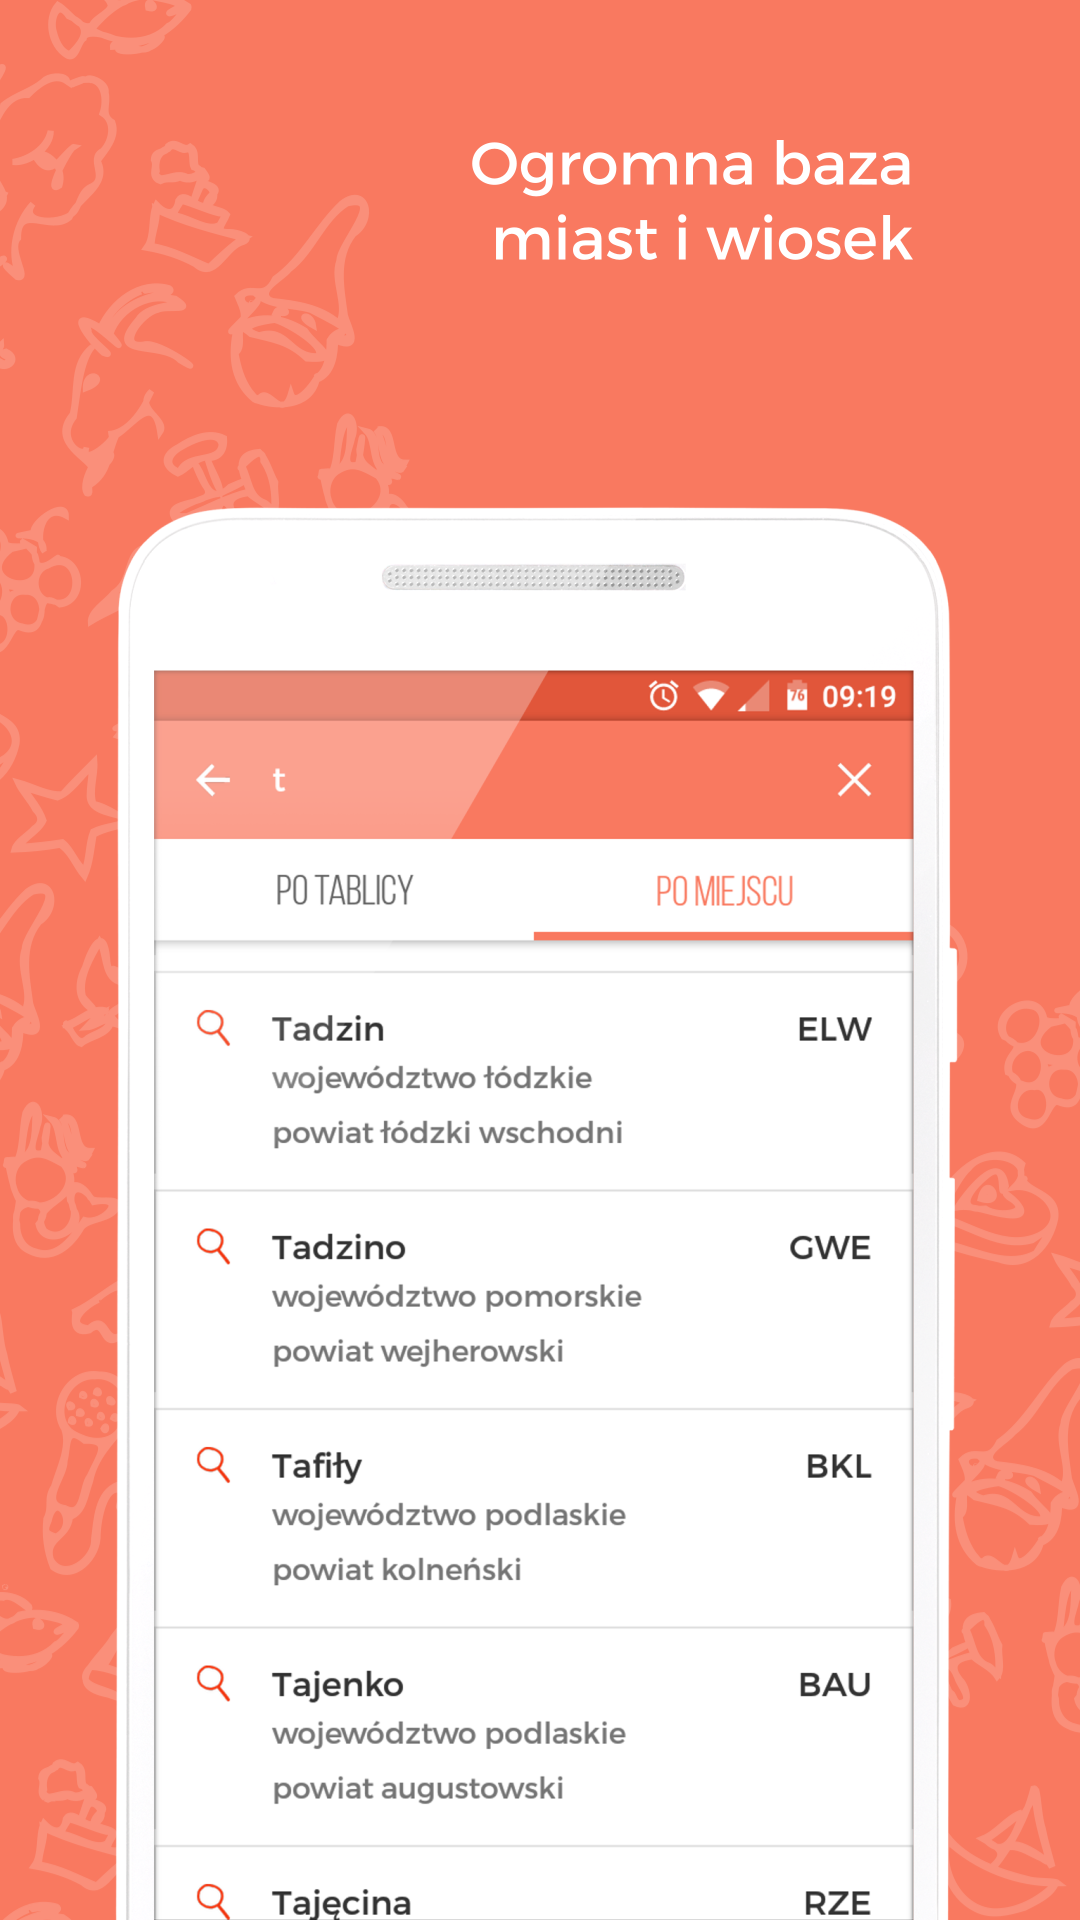 Ogromna baza
miast i wiosek
76 09:19
t
PO TABLICY PO MIEJSCU
Tadzin ELW
województwo łódzkie
powiat łódzki wschodni
Tadzino GWE
województwo pomorskie
powiat wejherowski
Tafiły BKL
województwo podlaskie
powiat kolneński
Tajenko BAU
województwo podlaskie
powiat augustowski
Tajęcina RZE